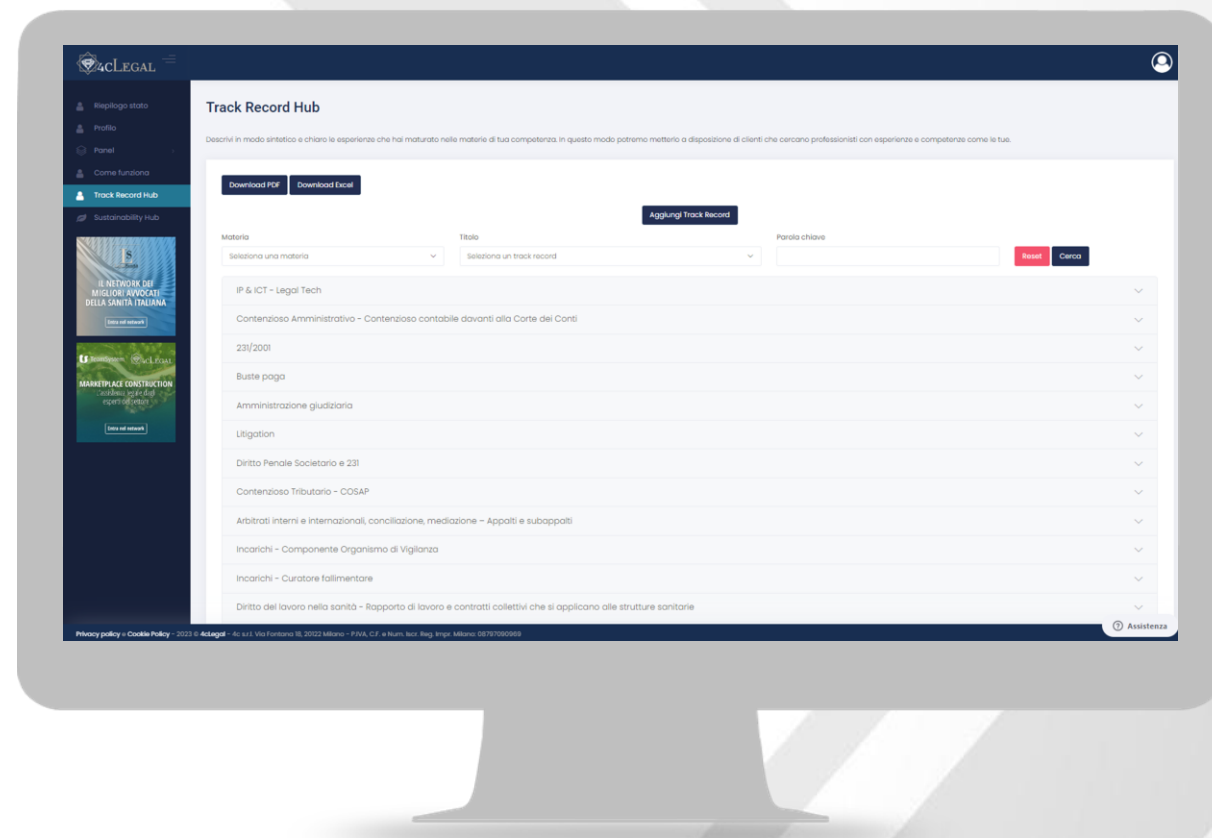 4cLegal
Riepilogo stato
Profilo
Panel
Come funziona
Track Record Hub
Sustainability Hub
IL NETWORK DEI
MIGLIORI AVVOCATI
DELLA SANITÀ ITALIANA
Entra nel network
4cLegal
MARKETPLACE CONSTRUCTION
Entra nel network
Track Record Hub
Descrivi in modo sintetico e chiaro le esperienze che hai maturato nelle materie di tua competenza. In questo modo potremo metterlo a disposizione di clienti che cercano professionisti con esperienze e competenze come le tue.
Download PDF Download Excel
Aggiungi Track Record
Materia Titolo Parola chiave
Seleziona una materia Seleziona un track record Reset Cerca
IP & ICT - Legal Tech
Contenzioso Amministrativo - Contenzioso contabile davanti alla Corte dei Conti
231/2001
Buste paga
Amministrazione giudiziaria
Litigation
Diritto Penale Societario e 231
Contenzioso Tributario - COSAP
Arbitrati interni e internazionali, conciliazione, mediazione – Appalti e subappalti
Incarichi - Componente Organismo di Vigilanza
Incarichi - Curatore fallimentare
Diritto del lavoro nella sanità - Rapporto di lavoro e contratti collettivi che si applicano alle strutture sanitarie
Privacy policy e Cookie Policy - 2023 © 4cLegal - 4c s.r.l. Via Fontana 18, 20122 Milano - P.IVA, C.F. e Num. Iscr. Reg. Impr. Milano: 08797090969
Assistenza